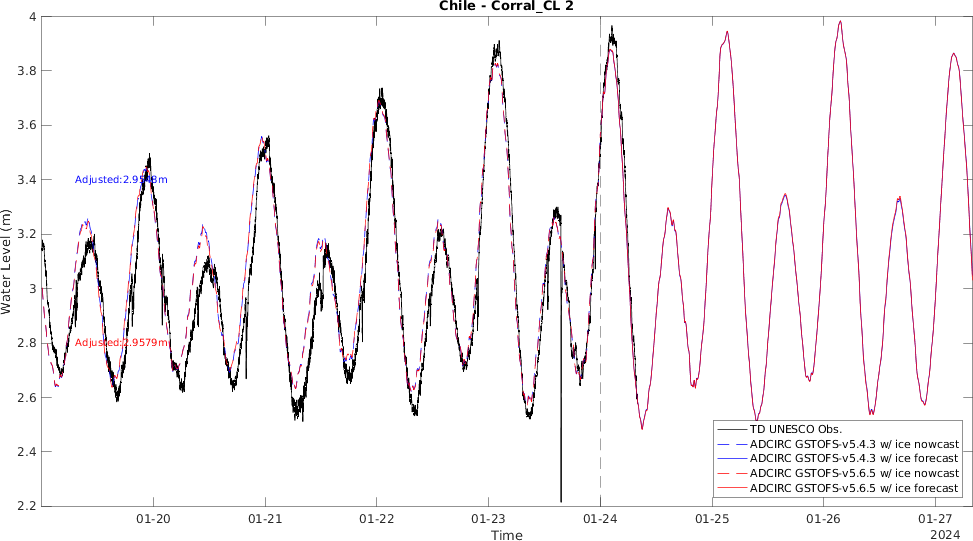 Chile - Corral_CL 2
4
3.8
3.6
3.4
3.2
3
2.8
2.6
2.4
2.2
Water Level (m)
Adjusted:2.9579m
01-20
01-21
01-22
01-23
01-24
01-25
01-26
01-27
Time
2024
TD UNESCO Obs.
ADCIRC GSTOFS-v5.4.3 w/ ice nowcast
ADCIRC GSTOFS-v5.4.3 w/ ice forecast
ADCIRC GSTOFS-v5.6.5 w/ ice nowcast
ADCIRC GSTOFS-v5.6.5 w/ ice forecast